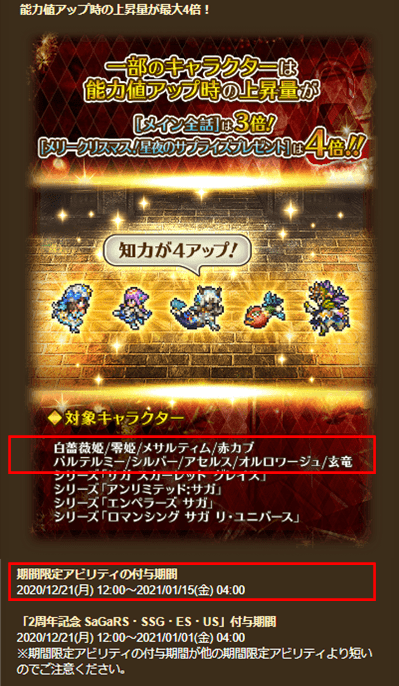 能力値アップ時の上昇量が最大4倍！
一部のキャラクターは
能力値アップ時の上昇量が
[メイン全話]は3倍!
[メリークリスマス!星夜のサプライズプレゼント]は4倍!!
知力が4アップ!
◆対象キャラクター
白薔薇姫/零姫/メサルティム/赤カブ
バルテルミー/シルバー/アセルス/オルロワージュ/玄竜
シリーズ「サガ スカーレット グレイス」
シリーズ「アンリミテッド:サガ」
シリーズ「エンペラーズ サガ」
シリーズ「ロマンシング サガ リ・ユニバース」
期間限定アビリティの付与期間
2020/12/21(月) 12:00～2021/01/15(金) 04:00
「2周年記念 SaGaRS・SSG・ES・US」付与期間
2020/12/21(月) 12:00～2021/01/01(金) 04:00
※期間限定アビリティの付与期間が他の期間限定アビリティより短い
のでご注意ください。